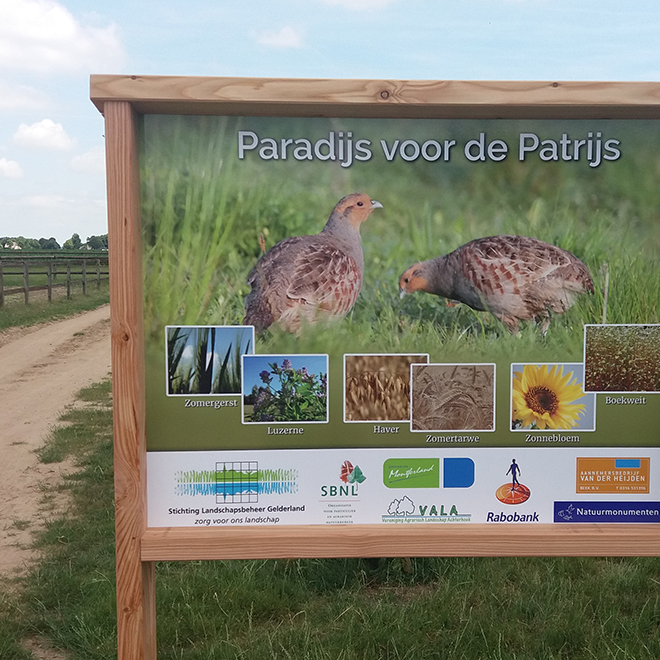 Paradijs voor de Patrijs
Zomergerst
Luzerne
Haver
Zomertarwe
Zonnebloem
Boekweit
Stichting Landschapsbeheer Gelderland
zorg voor ons landschap
SBNL
Montferland
VALA
Vereniging Agrarisch Landschap Achterhoek
Rabobank
AANNEMERSBEDRIJF
VAN DER HEIJDEN
Natuurmonumenten